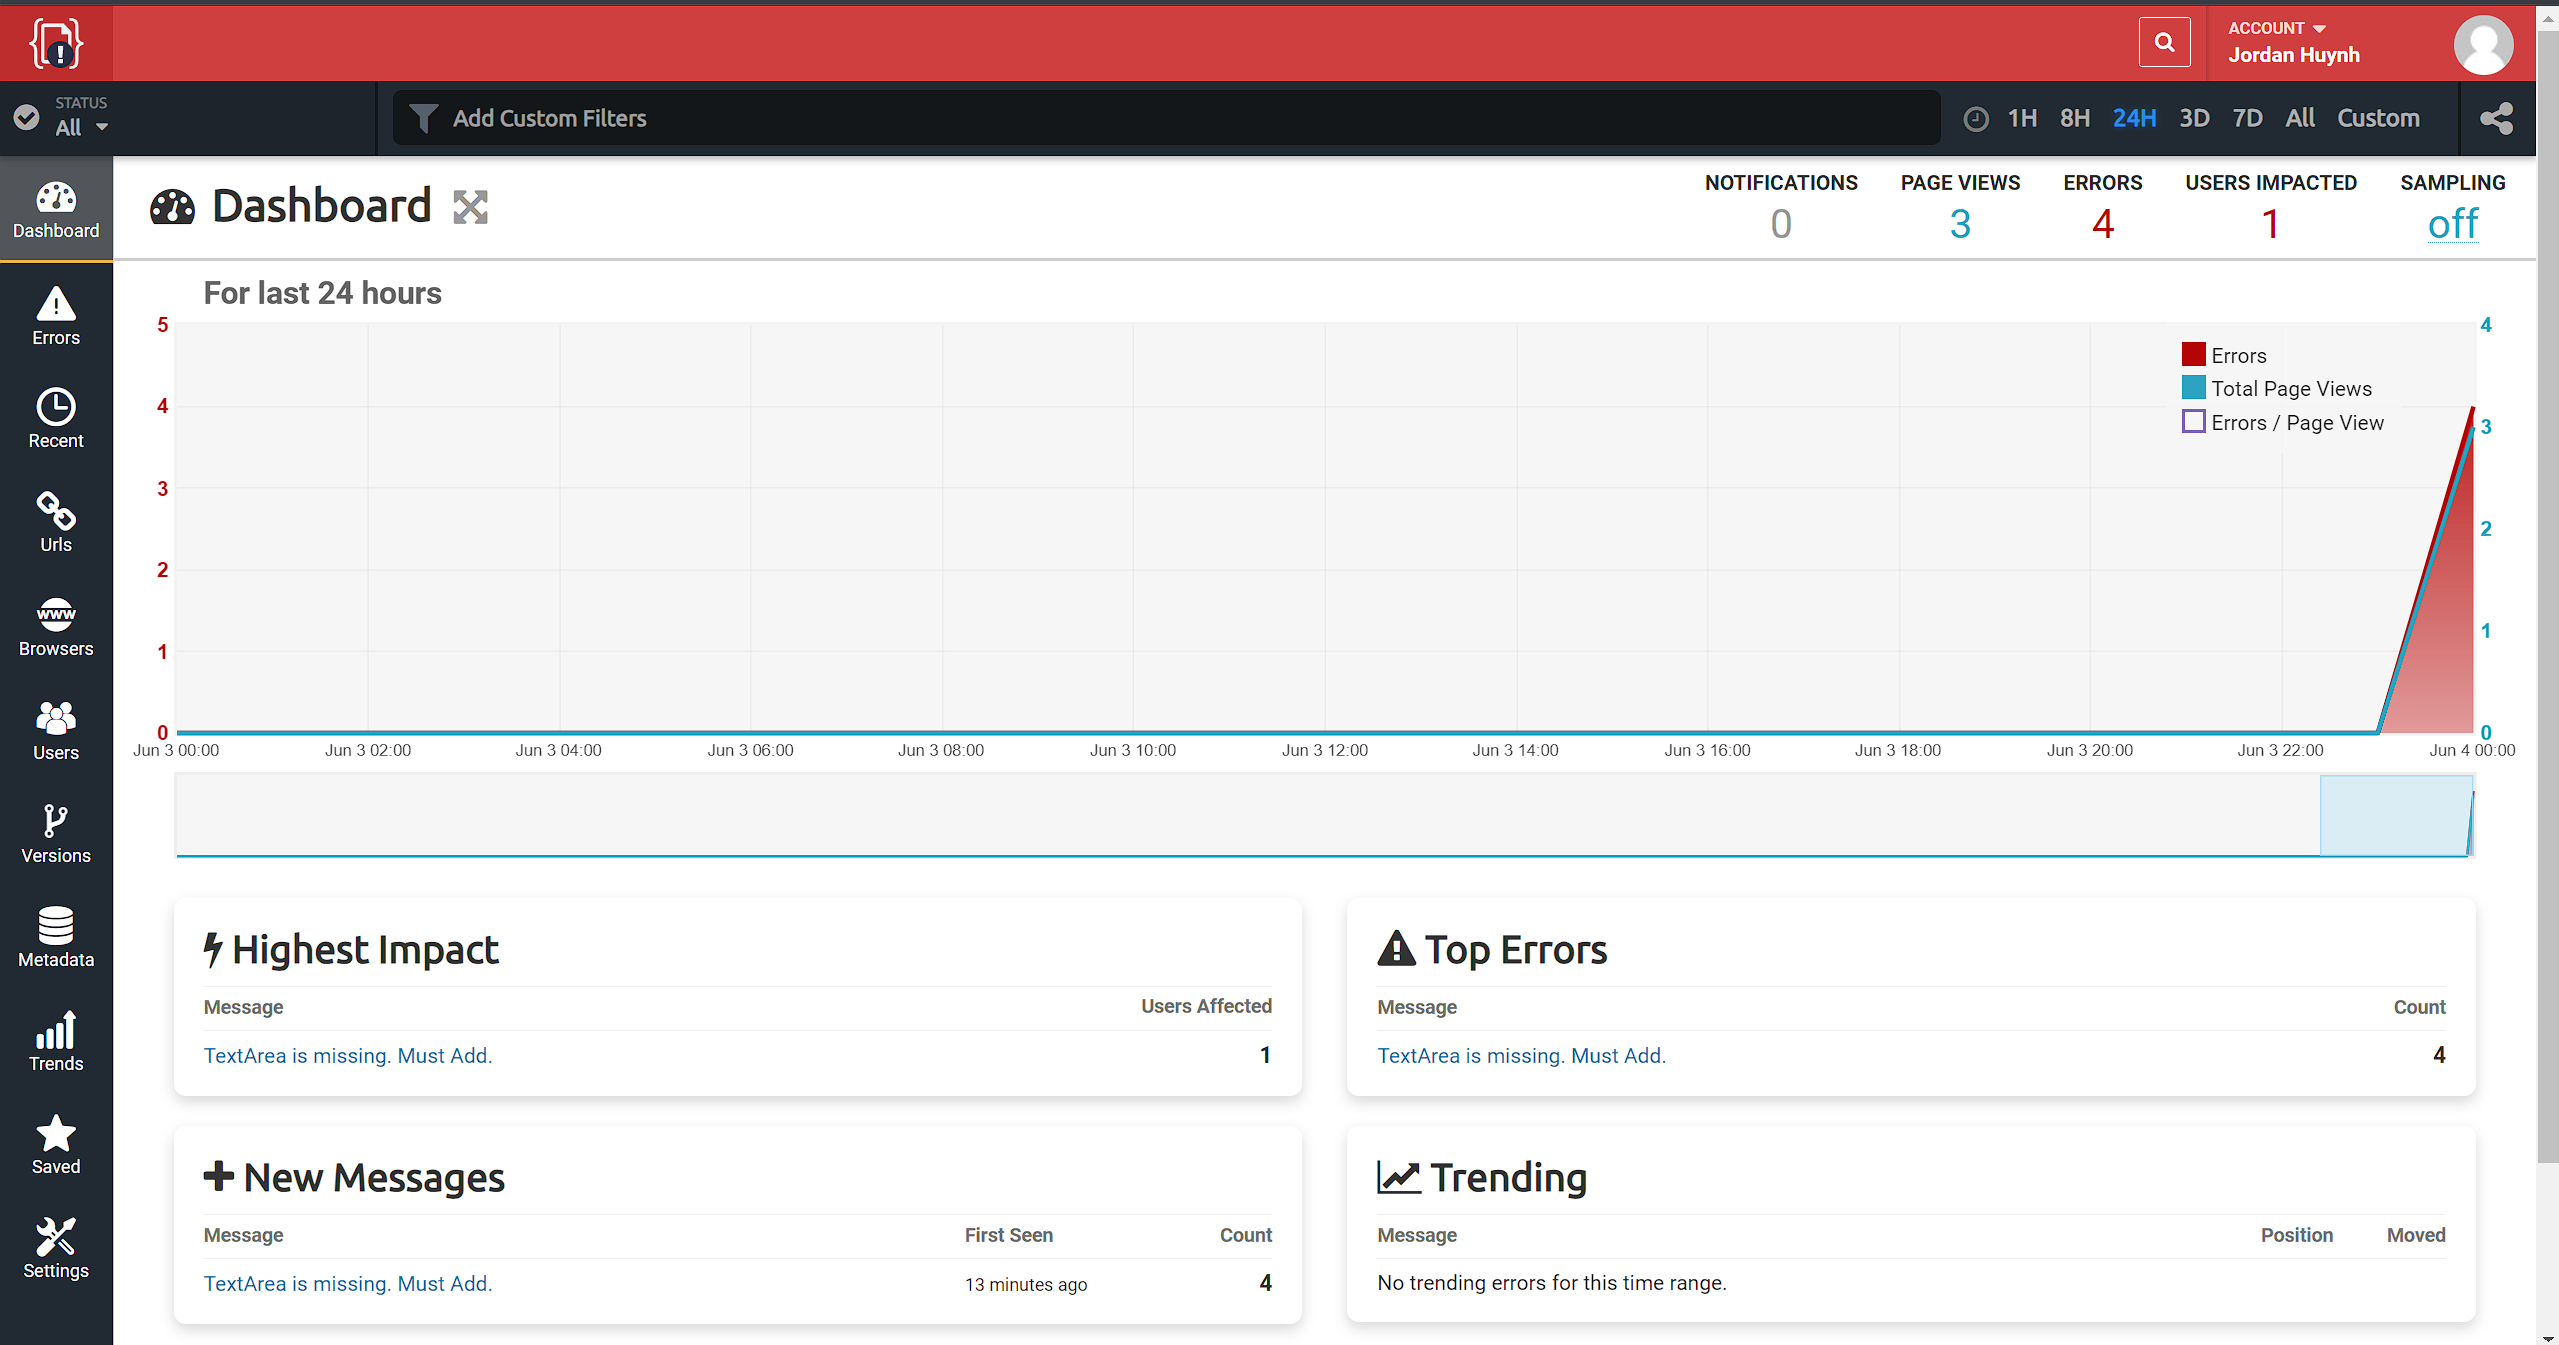 ACCOUNT
Jordan Huynh
STATUS
All
Add Custom Filters
1H 8H 24H 3D 7D All Custom
Dashboard
Errors
Recent
Urls
www
Browsers
Users
Versions
Metadata
Trends
Saved
Settings
Dashboard
NOTIFICATIONS PAGE VIEWS ERRORS USERS IMPACTED SAMPLING
0 3 4 1 off
For last 24 hours
5
4
3
2
1
0
4
3
2
1
0
Errors
Total Page Views
Errors / Page View
Jun 3 00:00 Jun 3 02:00 Jun 3 04:00 Jun 3 06:00 Jun 3 08:00 Jun 3 10:00 Jun 3 12:00 Jun 3 14:00 Jun 3 16:00 Jun 3 18:00 Jun 3 20:00 Jun 3 22:00 Jun 4 00:00
Highest Impact
Message Users Affected
TextArea is missing. Must Add. 1
Top Errors
Message Count
TextArea is missing. Must Add. 4
New Messages
Message First Seen Count
TextArea is missing. Must Add. 13 minutes ago 4
Trending
Message Position Moved
No trending errors for this time range.